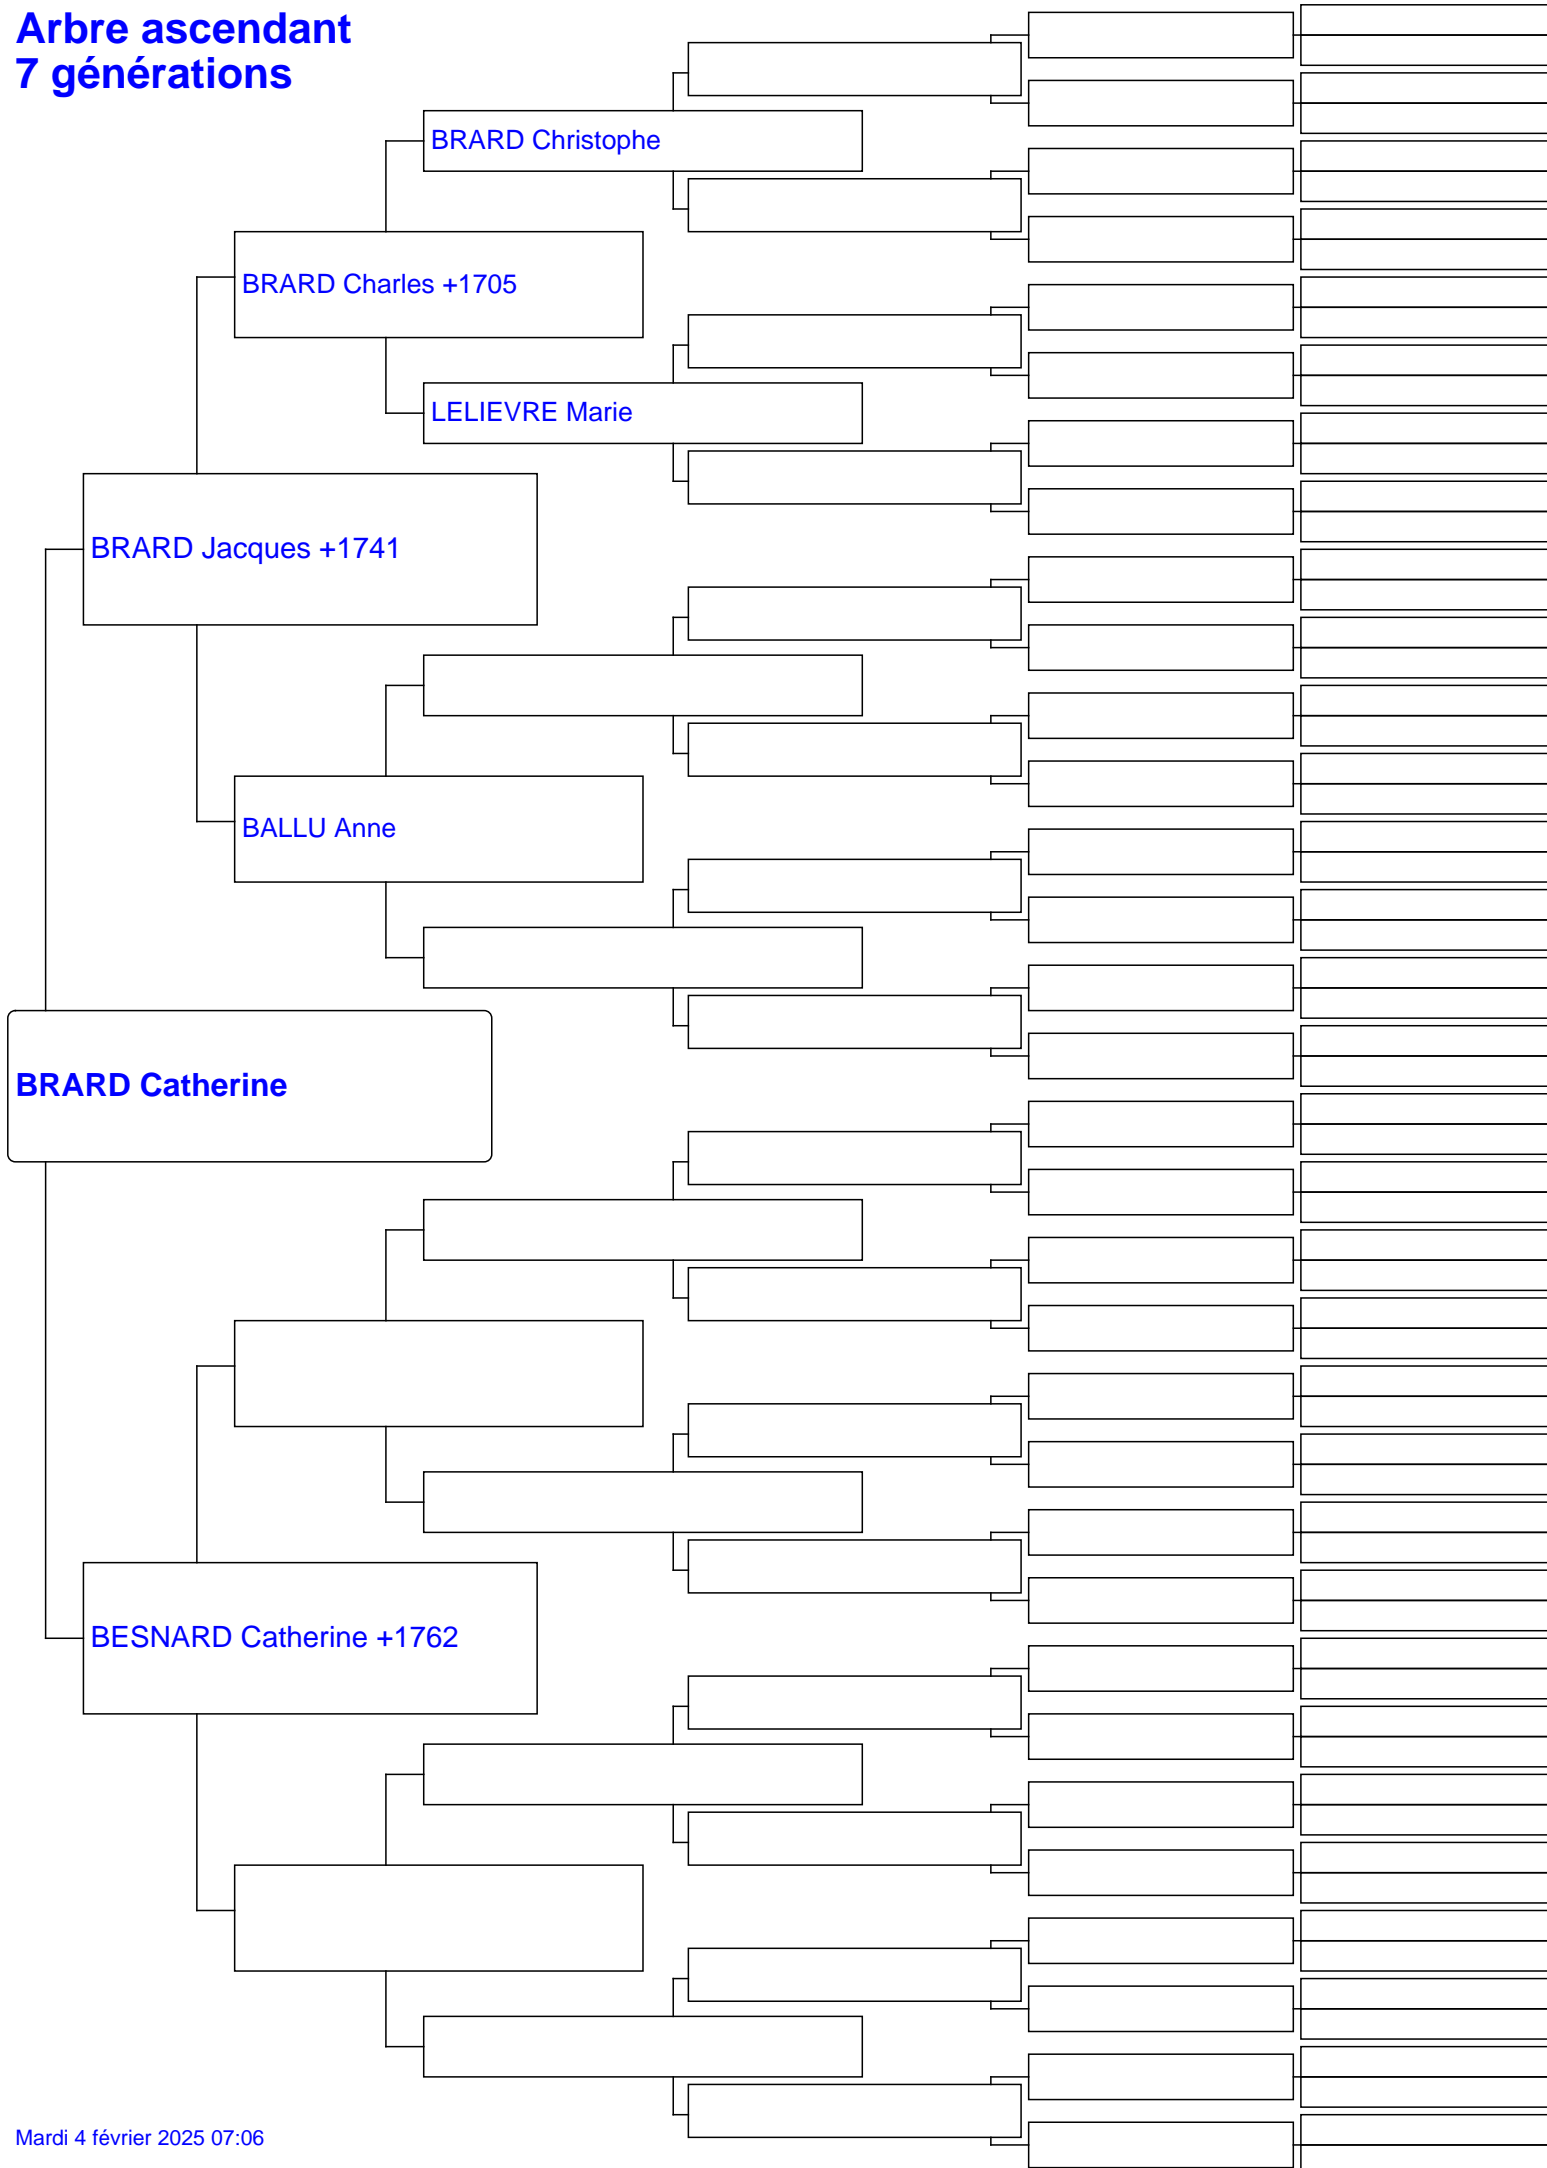 Arbre ascendant
7 générations
BRARD Christophe
BRARD Charles +1705
LELIEVRE Marie
BRARD Jacques +1741
BALLU Anne
BRARD Catherine
BESNARD Catherine +1762
Mardi 4 février 2025 07:06